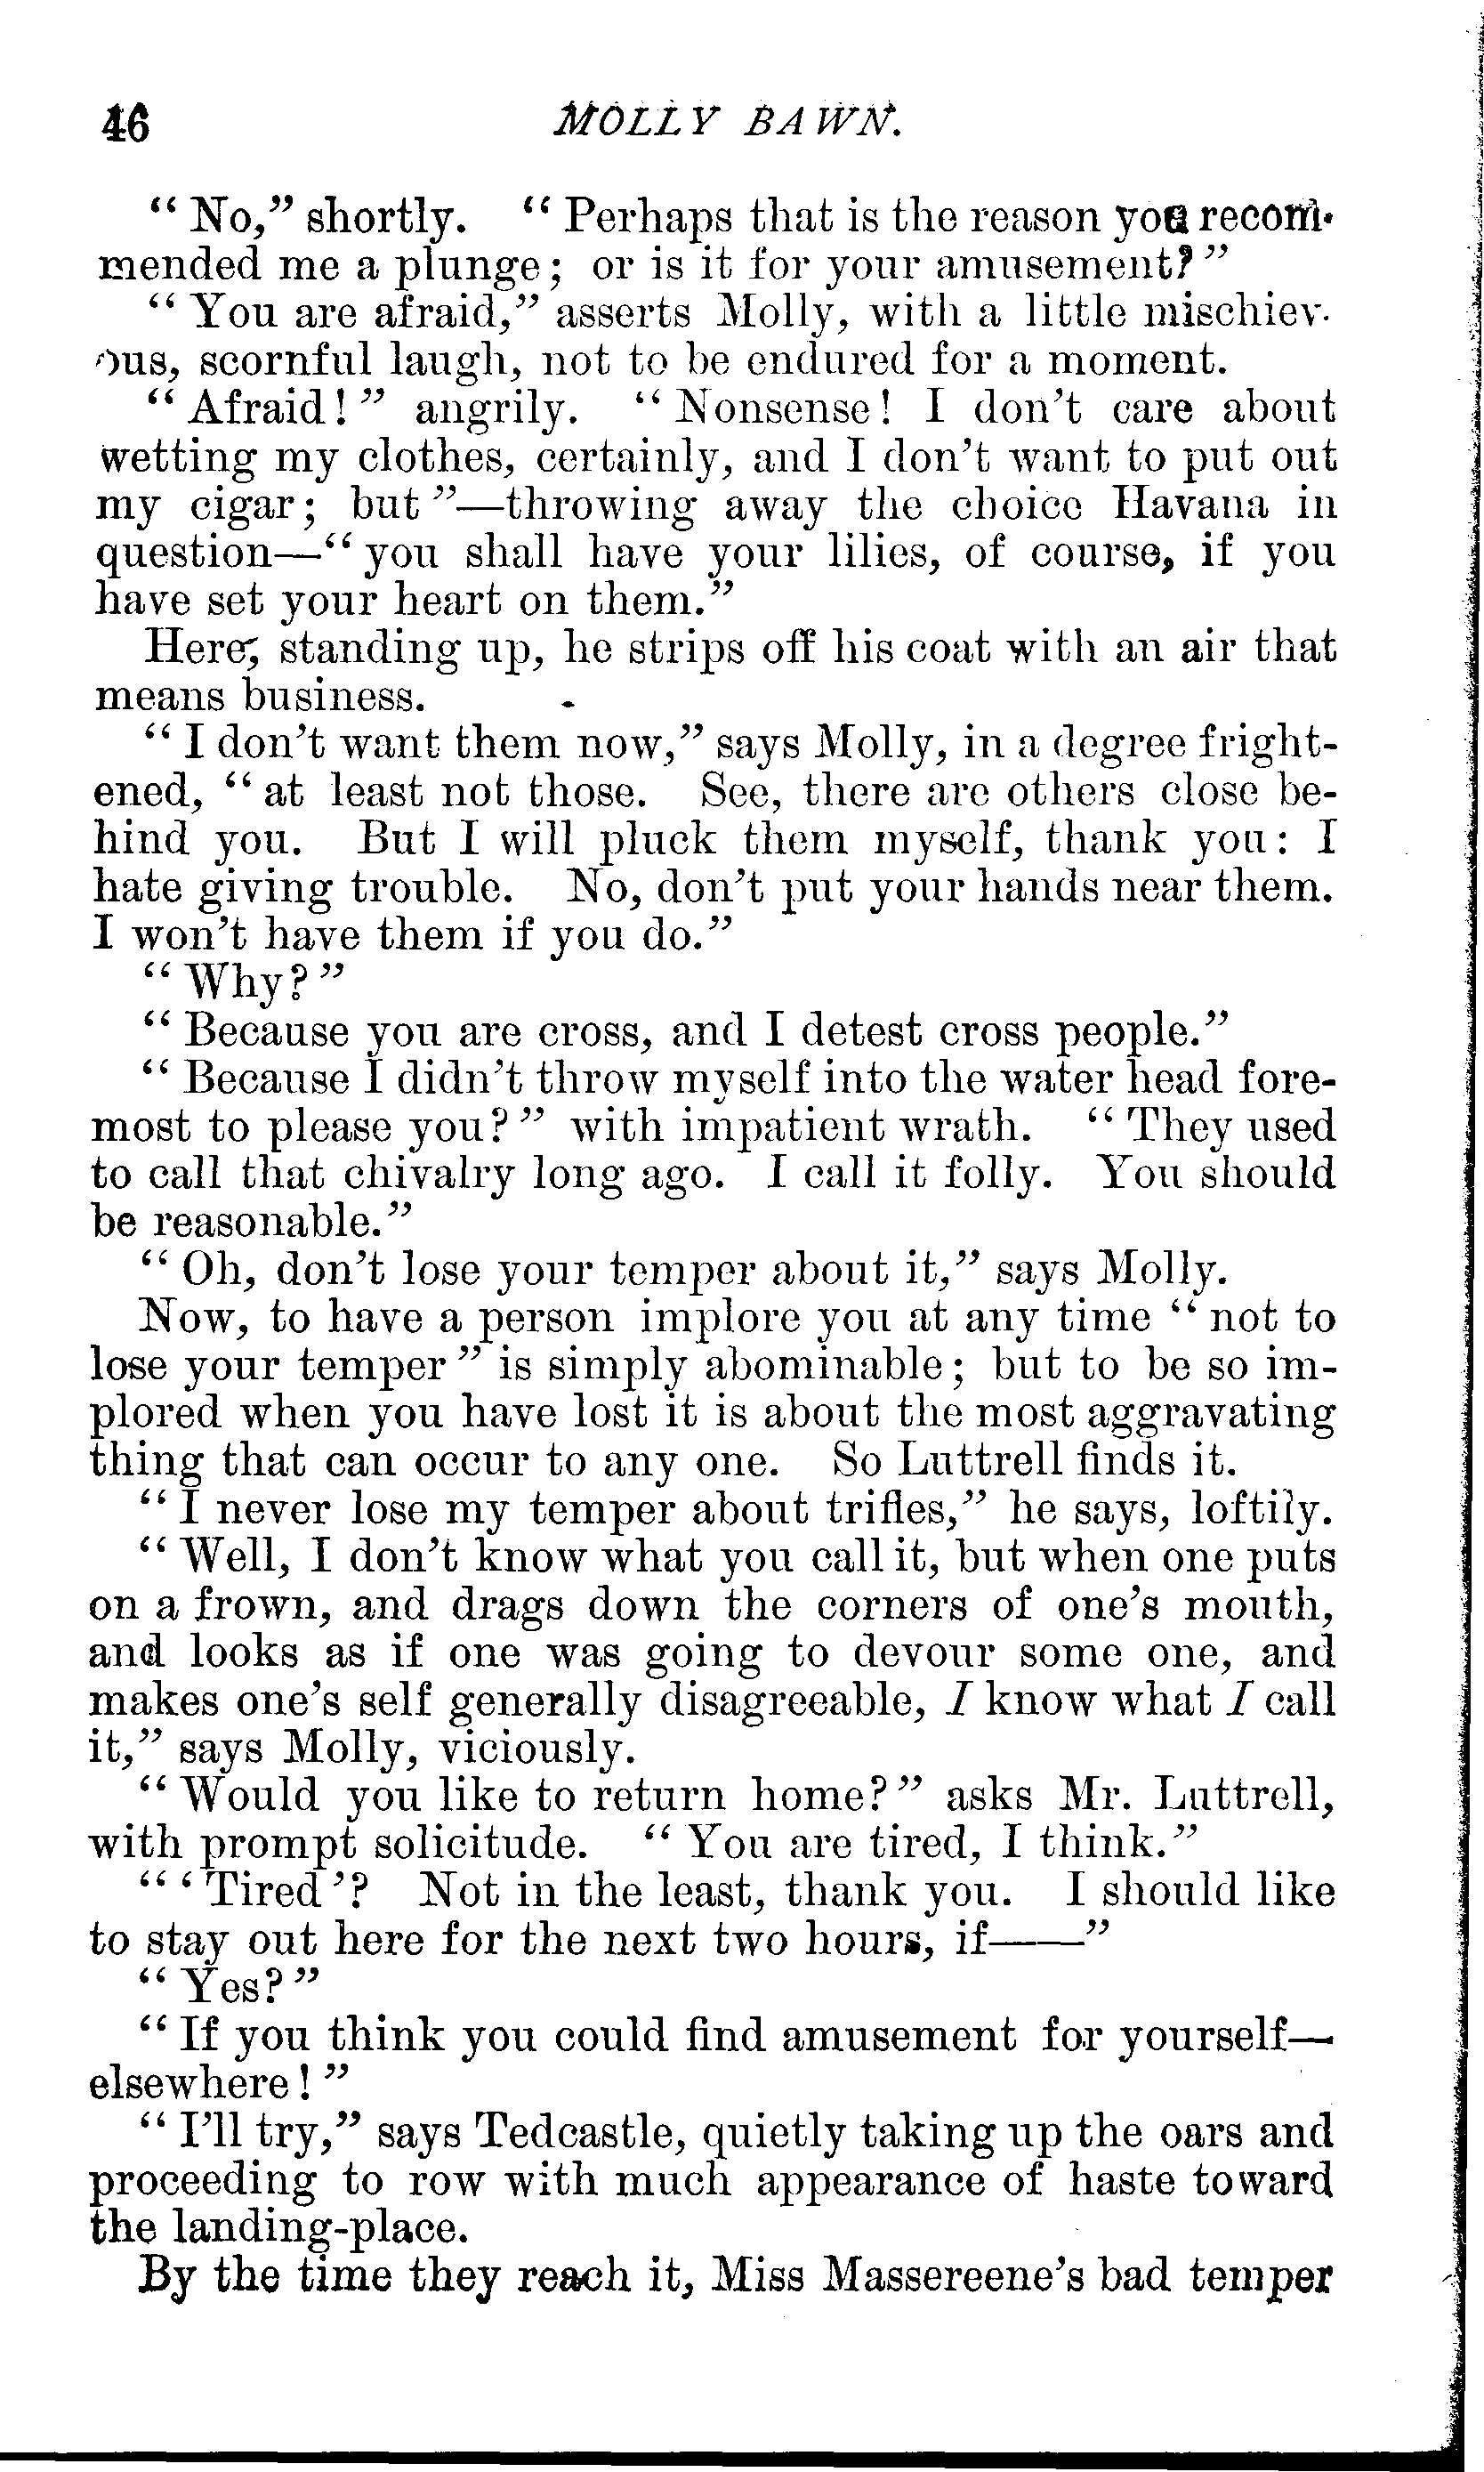 46 MOLLY BAWN.
"No," shortly. "Perhaps that is the reason you recom-
mended me a plunge; or is it for your amusement?"
"You are afraid," asserts Molly, with a little mischiev-
ous, scornful laugh, not to be endured for a moment.
"Afraid!" angrily. "Nonsense! I don't care about
wetting my clothes, certainly, and I don't want to put out
my cigar; but"—throwing away the choice Havana in
question—"you shall have your lilies, of course, if you
have set your heart on them."
Here, standing up, he strips off his coat with an air that
means business.
"I don't want them now," says Molly, in a degree fright-
ened, "at least not those. See, there are others close be-
hind you. But I will pluck them myself, thank you: I
hate giving trouble. No, don't put your hands near them.
I won't have them if you do."
"Why?"
"Because you are cross, and I detest cross people."
"Because I didn't throw myself into the water head fore-
most to please you?" with impatient wrath. "They used
to call that chivalry long ago. I call it folly. You should
be reasonable."
"Oh, don't lose your temper about it," says Molly.
Now, to have a person implore you at any time "not to
lose your temper" is simply abominable; but to be so im-
plored when you have lost it is about the most aggravating
thing that can occur to any one. So Luttrell finds it.
"I never lose my temper about trifles," he says, loftily.
"Well, I don't know what you call it, but when one puts
on a frown, and drags down the corners of one's mouth,
and looks as if one was going to devour some one, and
makes one's self generally disagreeable, I know what I call
it," says Molly, viciously.
"Would you like to return home?" asks Mr. Luttrell,
with prompt solicitude. "You are tired, I think."
"'Tired'? Not in the least, thank you. I should like
to stay out here for the next two hours, if——"
"Yes?"
"If you think you could find amusement for yourself—
elsewhere!"
"I'll try," says Tedcastle, quietly taking up the oars and
proceeding to row with much appearance of haste toward
the landing-place.
By the time they reach it, Miss Massereene's bad temper